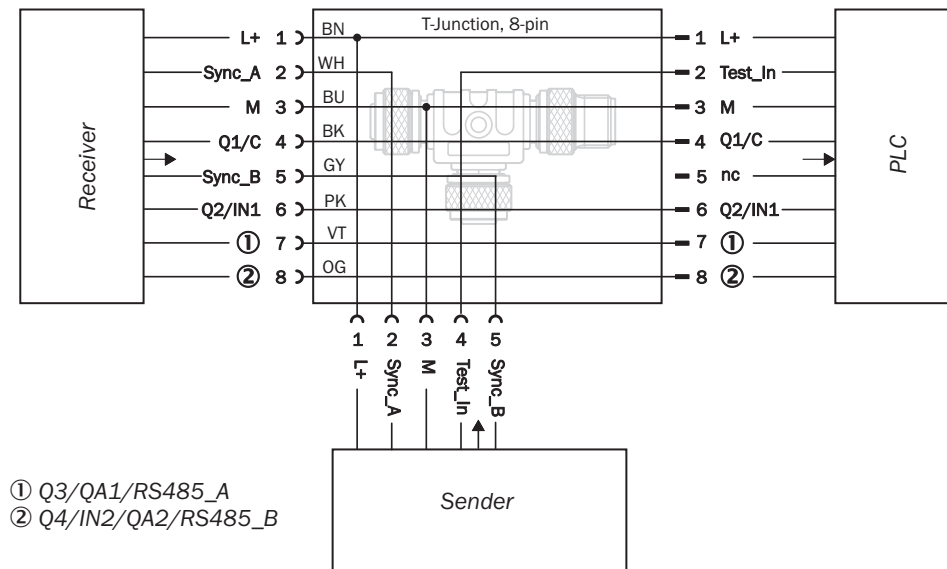 T-Junction, 8-pin
L+ 1 BN 1 L+
Sync_A 2 WH 2 Test_In
M 3 BU 3 M
Q1/C 4 BK 4 Q1/C
Sync_B 5 GY 5 nc
Q2/IN1 6 PK 6 Q2/IN1
① 7 VT 7 ①
② 8 OG 8 ②
Receiver
PLC
1 2 3 4 5
L+ Sync_A M Test_In Sync_B
Sender
① Q3/QA1/RS485_A
② Q4/IN2/QA2/RS485_B